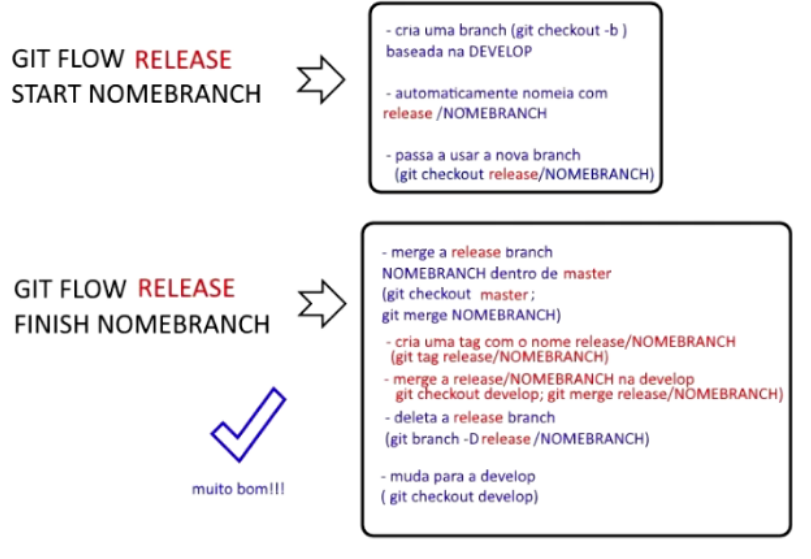 GIT FLOW RELEASE
START NOMEBRANCH
- cria uma branch (git checkout -b )
baseada na DEVELOP
- automaticamente nomeia com
release /NOMEBRANCH
- passa a usar a nova branch
(git checkout release/NOMEBRANCH)
GIT FLOW RELEASE
FINISH NOMEBRANCH
- merge a release branch
NOMEBRANCH dentro de master
(git checkout master;
git merge NOMEBRANCH)
- cria uma tag com o nome release/NOMEBRANCH
(git tag release/NOMEBRANCH)
- merge a release/NOMEBRANCH na develop
git checkout develop; git merge release/NOMEBRANCH)
- deleta a release branch
(git branch -D release /NOMEBRANCH)
- muda para a develop
( git checkout develop)
muito bom!!!